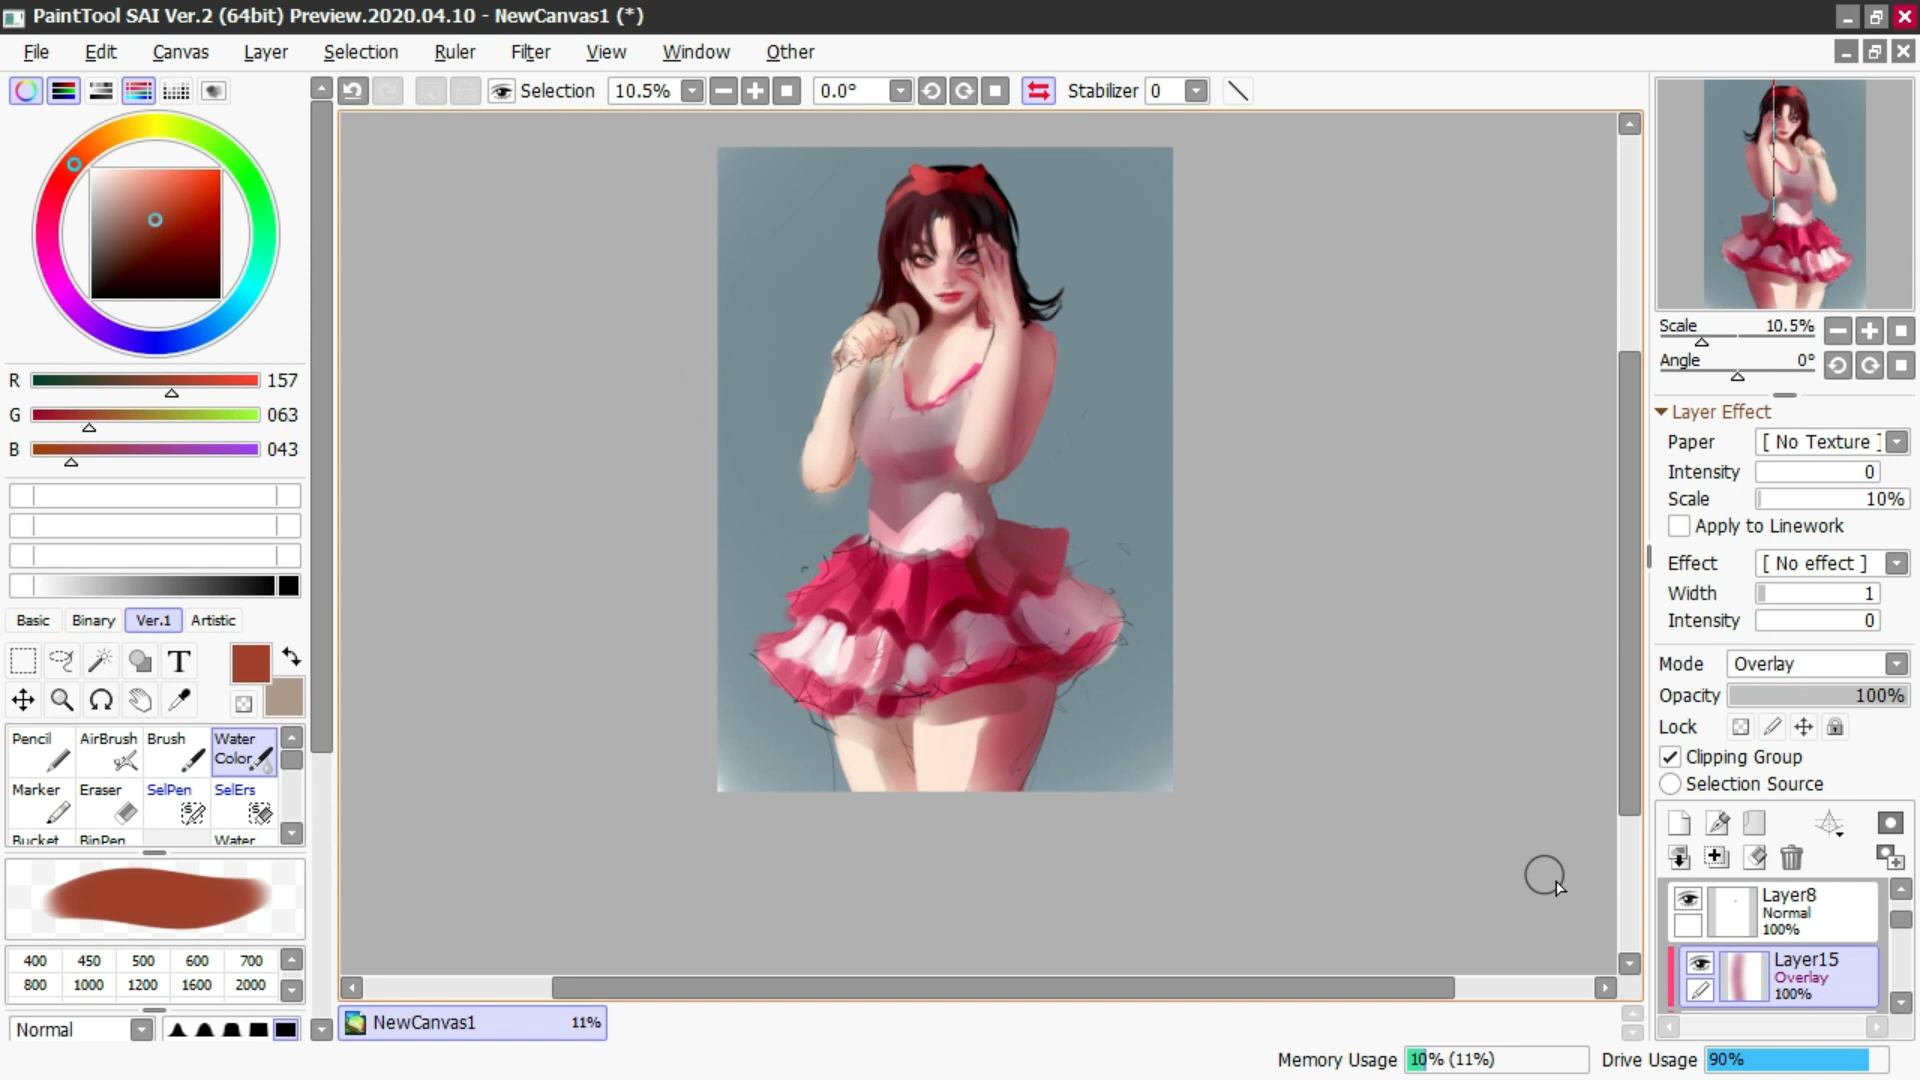 PaintTool SAI Ver.2 (64bit) Preview.2020.04.10 - NewCanvas1 (*)
File Edit Canvas Layer Selection Ruler Filter View Window Other
Selection 10.5% 0.0° Stabilizer 0
R 157
G 063
B 043
Basic Binary Ver.1 Artistic
T
Pencil AirBrush Brush Water Color
Marker Eraser SelPen SelErs
Bucket BinPen Water
400 450 500 600 700
800 1000 1200 1600 2000
Normal
NewCanvas1 11%
Scale 10.5%
Angle 0°
Layer Effect
Paper [ No Texture ]
Intensity 0
Scale 10%
Apply to Linework
Effect [ No effect ]
Width 1
Intensity 0
Mode Overlay
Opacity 100%
Lock
Clipping Group
Selection Source
Layer8
Normal
100%
Layer15
Overlay
100%
Memory Usage 10% (11%) Drive Usage 90%